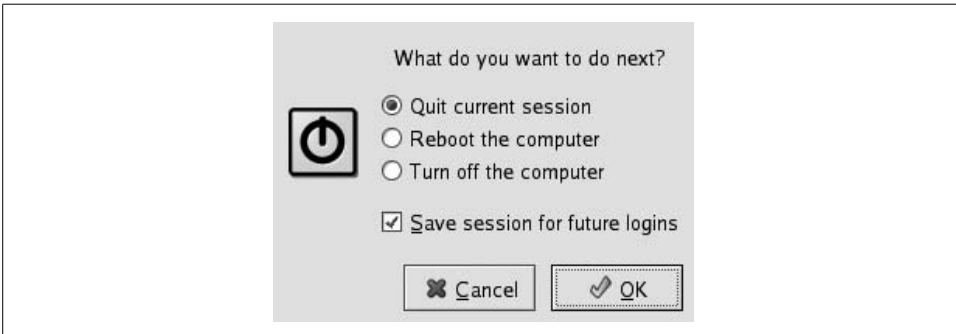 What do you want to do next?
Quit current session
Reboot the computer
Turn off the computer
Save session for future logins
Cancel
OK